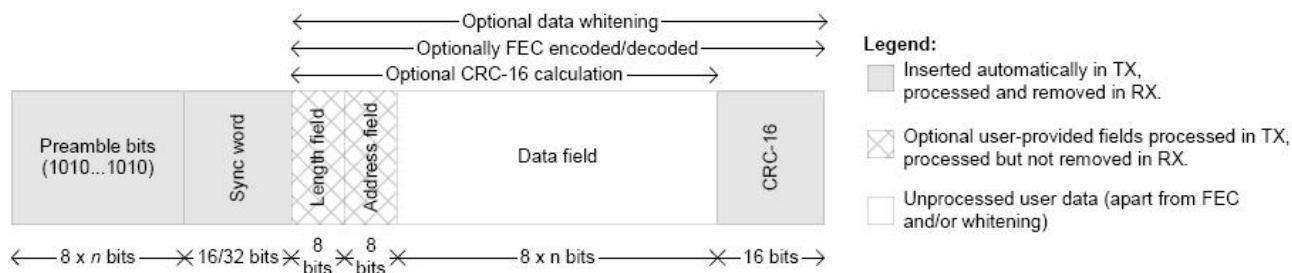 Optional data whitening
Optionally FEC encoded/decoded
Optional CRC-16 calculation
Preamble bits
(1010...1010)
Sync word
Length field
Address field
Data field
CRC-16
8 x n bits
16/32 bits
8
bits
8
bits
8 x n bits
16 bits
Legend:
Inserted automatically in TX,
processed and removed in RX.
Optional user-provided fields processed in TX,
processed but not removed in RX.
Unprocessed user data (apart from FEC
and/or whitening)